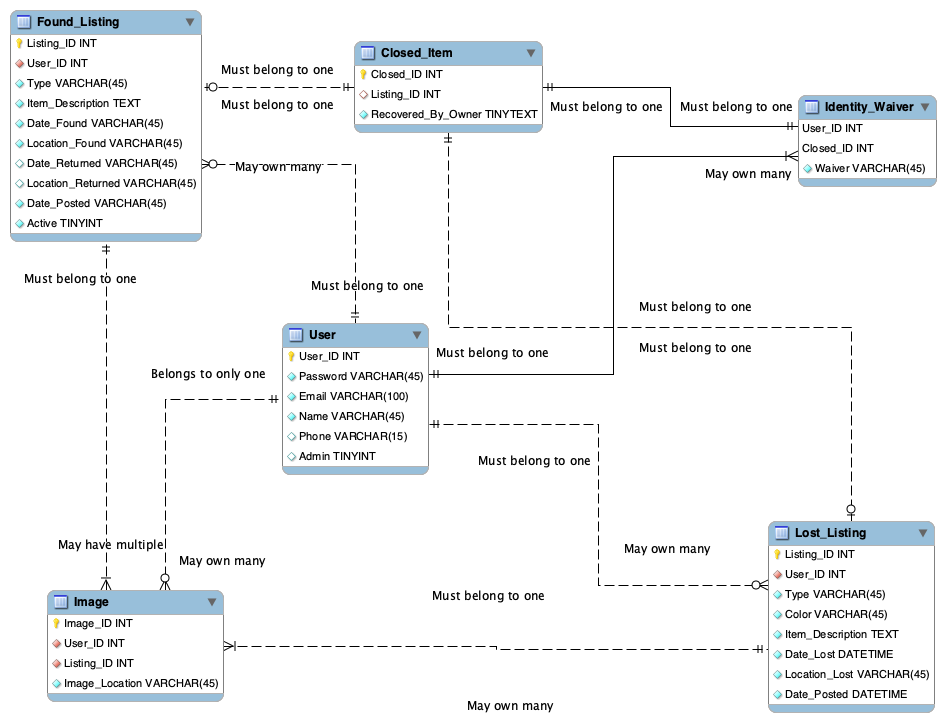 Found_Listing
Listing_ID INT
User_ID INT
Type VARCHAR(45)
Item_Description TEXT
Date_Found VARCHAR(45)
Location_Found VARCHAR(45)
Date_Returned VARCHAR(45)
Location_Returned VARCHAR(45)
Date_Posted VARCHAR(45)
Active TINYINT
Must belong to one
Must belong to one
Closed_Item
Closed_ID INT
Listing_ID INT
Recovered_By_Owner TINYTEXT
Must belong to one
Must belong to one
Identity_Waiver
User_ID INT
Closed_ID INT
Waiver VARCHAR(45)
May own many
May own many
Must belong to one
Must belong to one
Must belong to one
Must belong to one
User
User_ID INT
Password VARCHAR(45)
Email VARCHAR(100)
Name VARCHAR(45)
Phone VARCHAR(15)
Admin TINYINT
Must belong to one
Belongs to only one
Must belong to one
May have multiple
May own many
May own many
Must belong to one
Lost_Listing
Listing_ID INT
User_ID INT
Type VARCHAR(45)
Color VARCHAR(45)
Item_Description TEXT
Date_Lost DATETIME
Location_Lost VARCHAR(45)
Date_Posted DATETIME
Image
Image_ID INT
User_ID INT
Listing_ID INT
Image_Location VARCHAR(45)
May own many